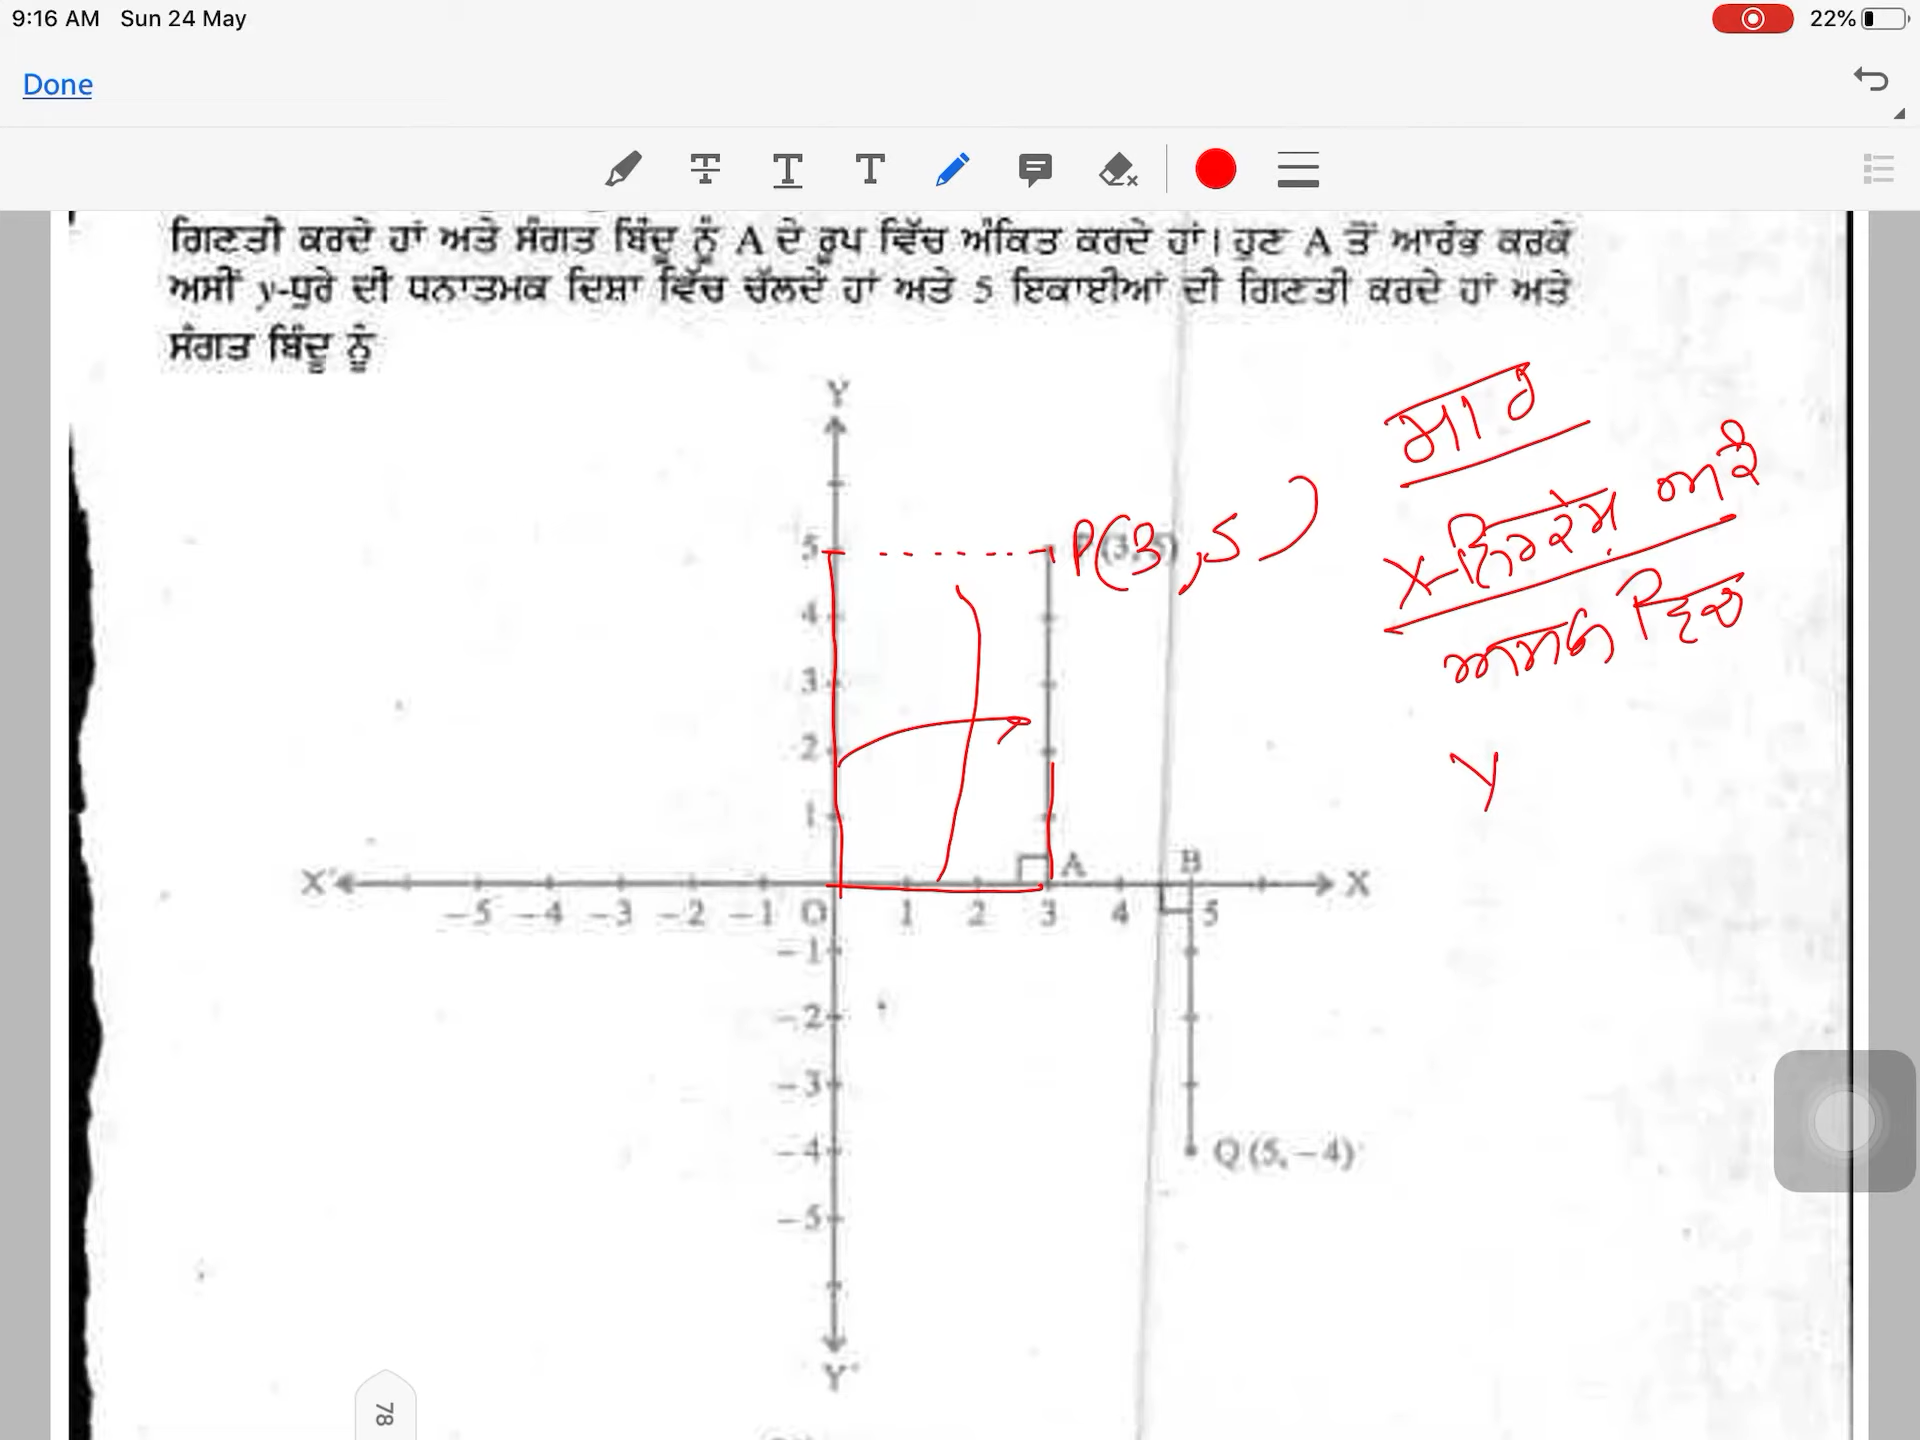 9:16 AM Sun 24 May 22%
Done
ਗਿਣਤੀ ਕਰਦੇ ਹਾਂ ਅਤੇ ਸੰਗਤ ਬਿੰਦੂ ਨੂੰ A ਦੇ ਰੂਪ ਵਿੱਚ ਅੰਕਿਤ ਕਰਦੇ ਹਾਂ। ਹੁਣ A ਤੋਂ ਆਰੰਭ ਕਰਕੇ
ਅਸੀਂ y-ਧੁਰੇ ਦੀ ਧਨਾਤਮਕ ਦਿਸ਼ਾ ਵਿੱਚ ਚੱਲਦੇ ਹਾਂ ਅਤੇ 5 ਇਕਾਈਆਂ ਦੀ ਗਿਣਤੀ ਕਰਦੇ ਹਾਂ ਅਤੇ
ਸੰਗਤ ਬਿੰਦੂ ਨੂੰ
Y
5 P(3,5)
4
3
2
1
A B
X' X
-5 -4 -3 -2 -1 O 1 2 3 4 5
-1
-2
-3
-4 Q (5, -4)
-5
Y'
X-
Y
78